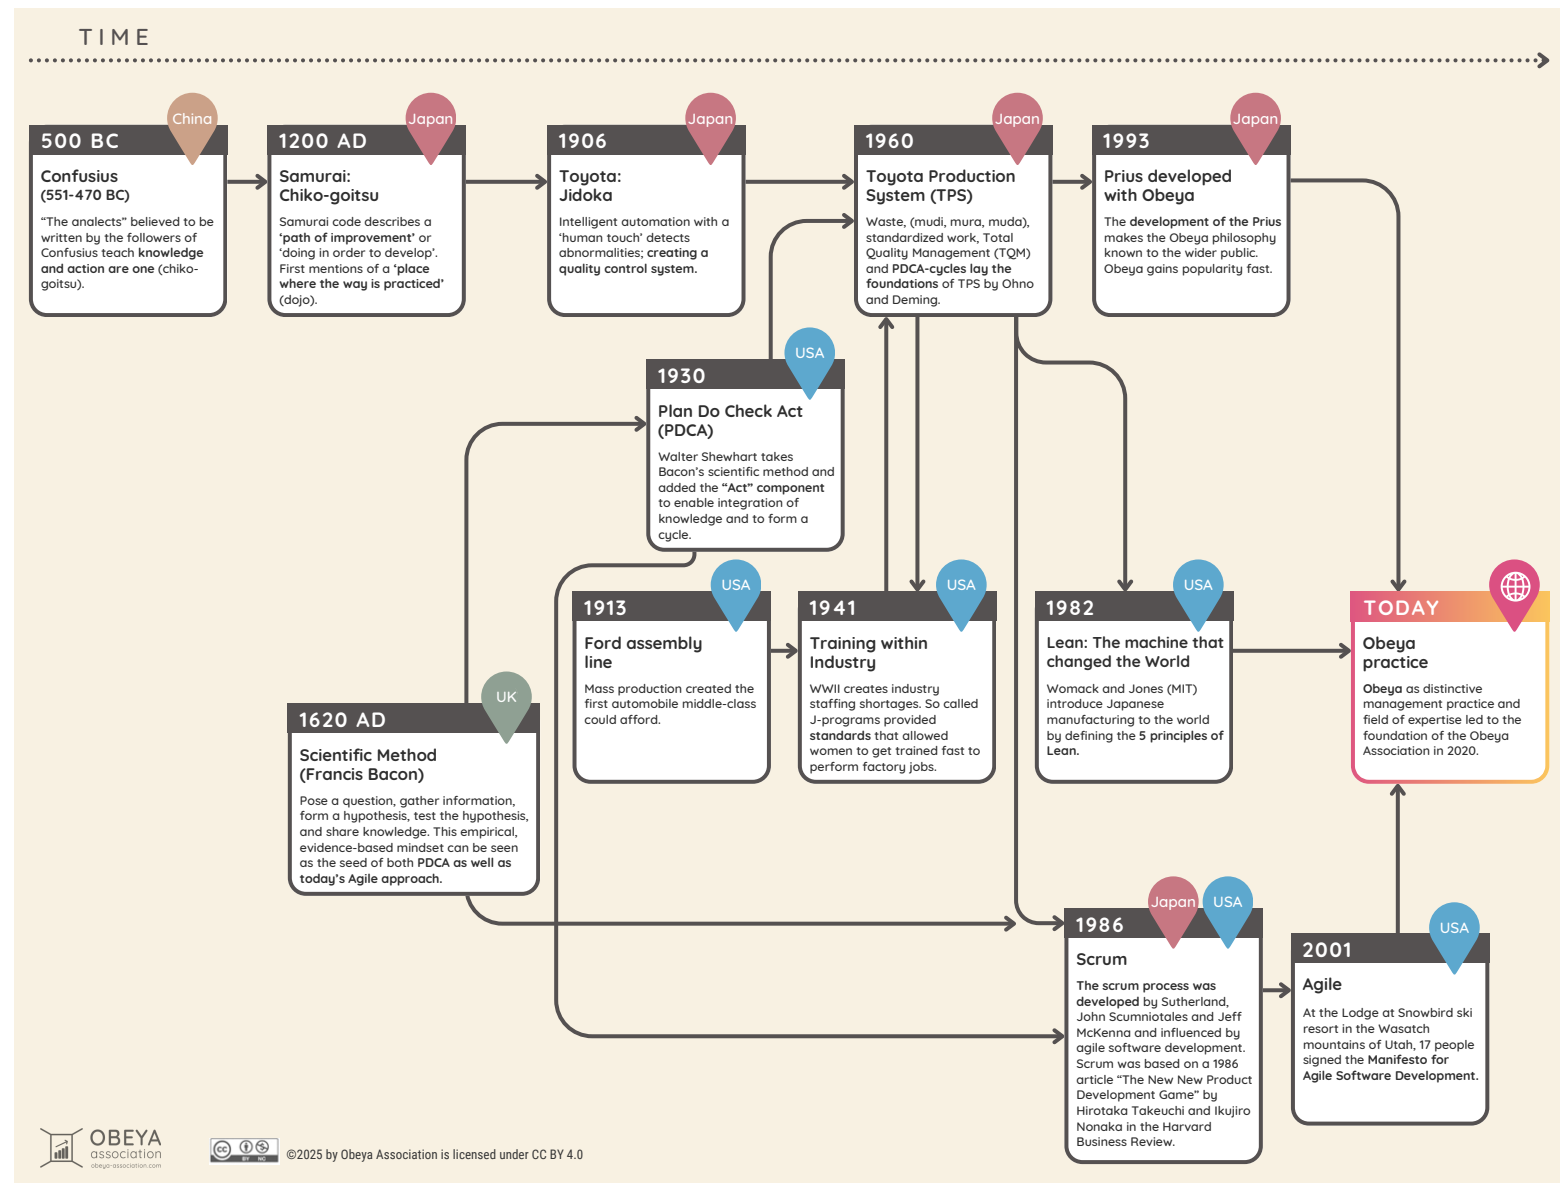 TIME
500 BC
China
Confusius
(551-470 BC)
“The analects” believed to be
written by the followers of
Confusius teach knowledge
and action are one (chiko-
goitsu).
1200 AD
Japan
Samurai:
Chiko-goitsu
Samurai code describes a
‘path of improvement’ or
‘doing in order to develop’.
First mentions of a ‘place
where the way is practiced’
(dojo).
1906
Japan
Toyota:
Jidoka
Intelligent automation with a
‘human touch’ detects
abnormalities; creating a
quality control system.
1960
Japan
Toyota Production
System (TPS)
Waste, (mudi, mura, muda),
standardized work, Total
Quality Management (TQM)
and PDCA-cycles lay the
foundations of TPS by Ohno
and Deming.
1993
Japan
Prius developed
with Obeya
The development of the Prius
makes the Obeya philosophy
known to the wider public.
Obeya gains popularity fast.
1930
USA
Plan Do Check Act
(PDCA)
Walter Shewhart takes
Bacon’s scientific method and
added the “Act” component
to enable integration of
knowledge and to form a
cycle.
1913
USA
Ford assembly
line
Mass production created the
first automobile middle-class
could afford.
1941
USA
Training within
Industry
WWII creates industry
staffing shortages. So called
J-programs provided
standards that allowed
women to get trained fast to
perform factory jobs.
1982
USA
Lean: The machine that
changed the World
Womack and Jones (MIT)
introduce Japanese
manufacturing to the world
by defining the 5 principles of
Lean.
TODAY
Obeya
practice
Obeya as distinctive
management practice and
field of expertise led to the
foundation of the Obeya
Association in 2020.
1620 AD
UK
Scientific Method
(Francis Bacon)
Pose a question, gather information,
form a hypothesis, test the hypothesis,
and share knowledge. This empirical,
evidence-based mindset can be seen
as the seed of both PDCA as well as
today’s Agile approach.
1986
Japan
USA
Scrum
The scrum process was
developed by Sutherland,
John Scumniotales and Jeff
McKenna and influenced by
agile software development.
Scrum was based on a 1986
article “The New New Product
Development Game” by
Hirotaka Takeuchi and Ikujiro
Nonaka in the Harvard
Business Review.
2001
USA
Agile
At the Lodge at Snowbird ski
resort in the Wasatch
mountains of Utah, 17 people
signed the Manifesto for
Agile Software Development.
OBEYA
association
obeya-association.com
CC
BY NC
©2025 by Obeya Association is licensed under CC BY 4.0